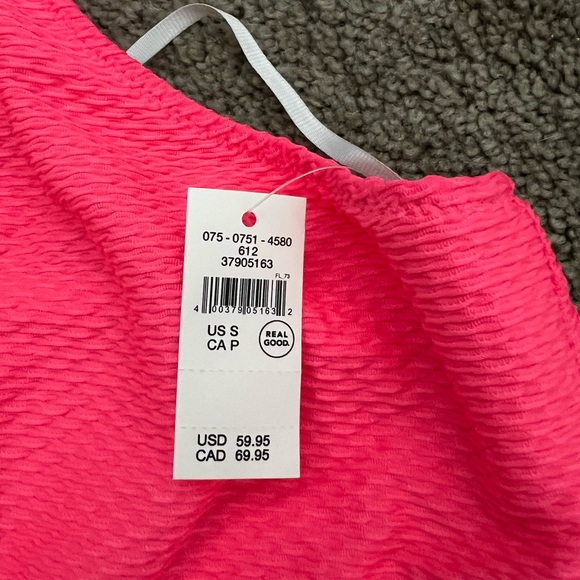 075 - 0751 - 4580
612
37905163
FL_73
4 00379 05163 2
US S
CA P
REAL
GOOD.
USD 59.95
CAD 69.95